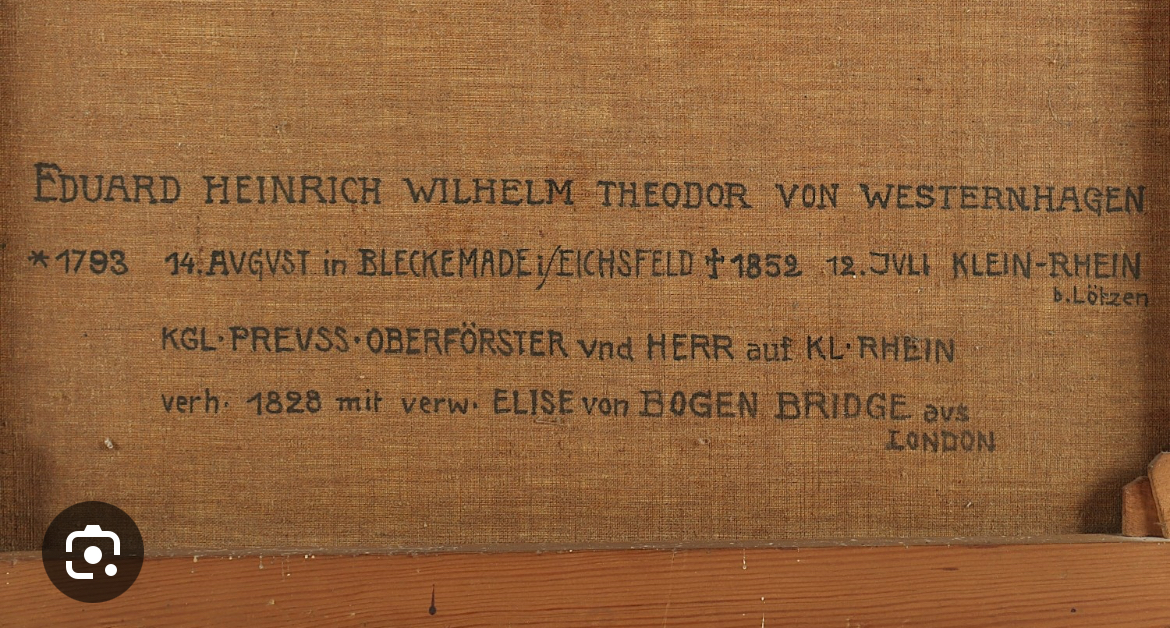 EDUARD HEINRICH WILHELM THEODOR VON WESTERNHAGEN
*1793 14. AVGVST in BLECKEMADE i/EICHSFELD ✝1852 12. JVLI KLEIN-RHEIN
b. Lötzen
KGL·PREVSS·OBERFÖRSTER vnd HERR auf KL·RHEIN
verh· 1828 mit verw· ELISE von BOGEN BRIDGE avs
LONDON